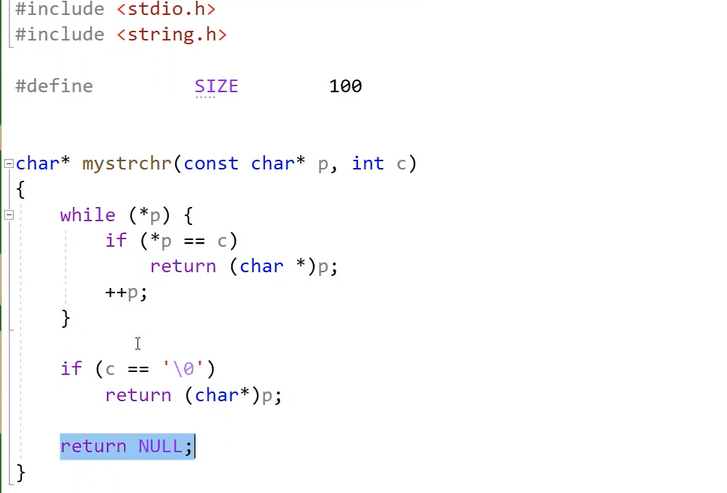 #include <stdio.h>
#include <string.h>
#define SIZE 100
char* mystrchr(const char* p, int c)
{
while (*p) {
if (*p == c)
return (char *)p;
++p;
}
if (c == '\0')
return (char*)p;
return NULL;
}